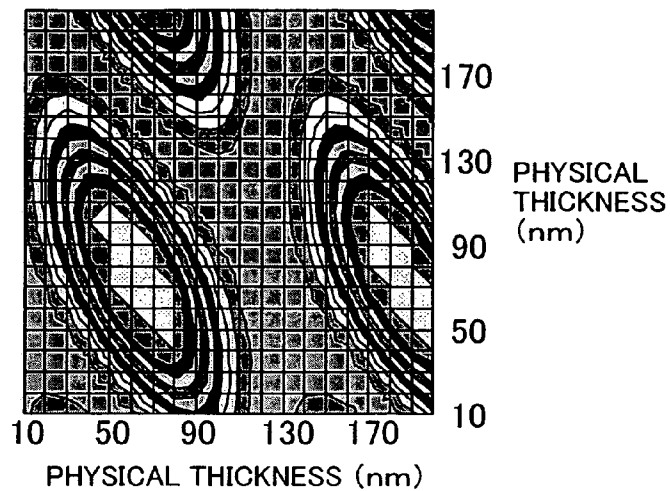 170
130
PHYSICAL
THICKNESS
(nm)
90
50
10
10 50 90 130 170
PHYSICAL THICKNESS (nm)